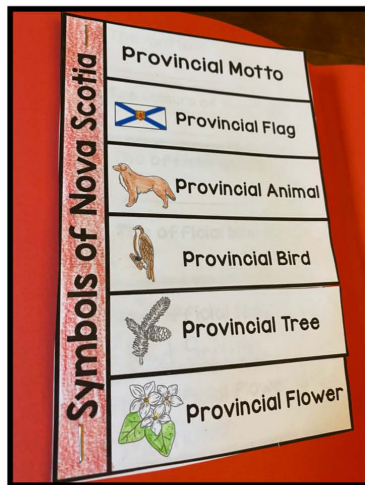 Symbols of Nova Scotia
Provincial Motto
Provincial Flag
Provincial Animal
Provincial Bird
Provincial Tree
Provincial Flower